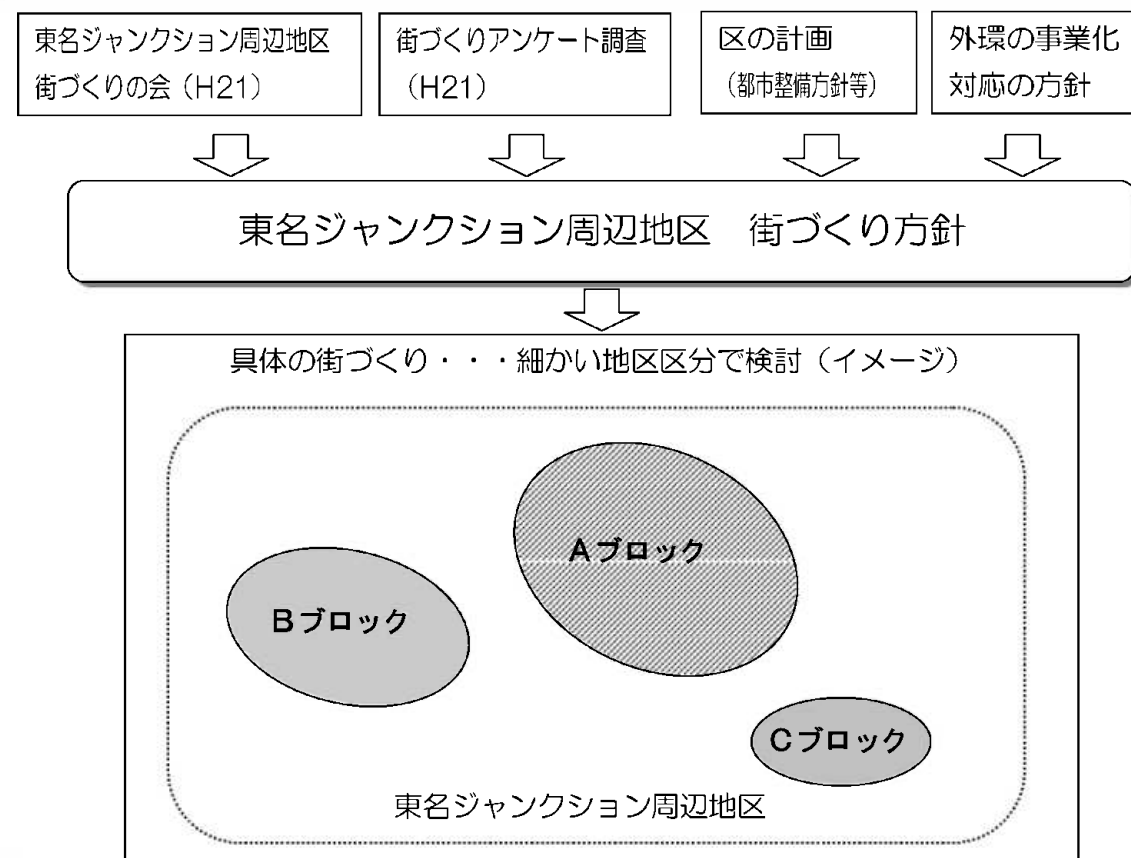 東名ジャンクション周辺地区
街づくりの会（H21）
街づくりアンケート調査
（H21）
区の計画
（都市整備方針等）
外環の事業化
対応の方針
東名ジャンクション周辺地区　街づくり方針
具体の街づくり・・・細かい地区区分で検討（イメージ）
Aブロック
Bブロック
Cブロック
東名ジャンクション周辺地区